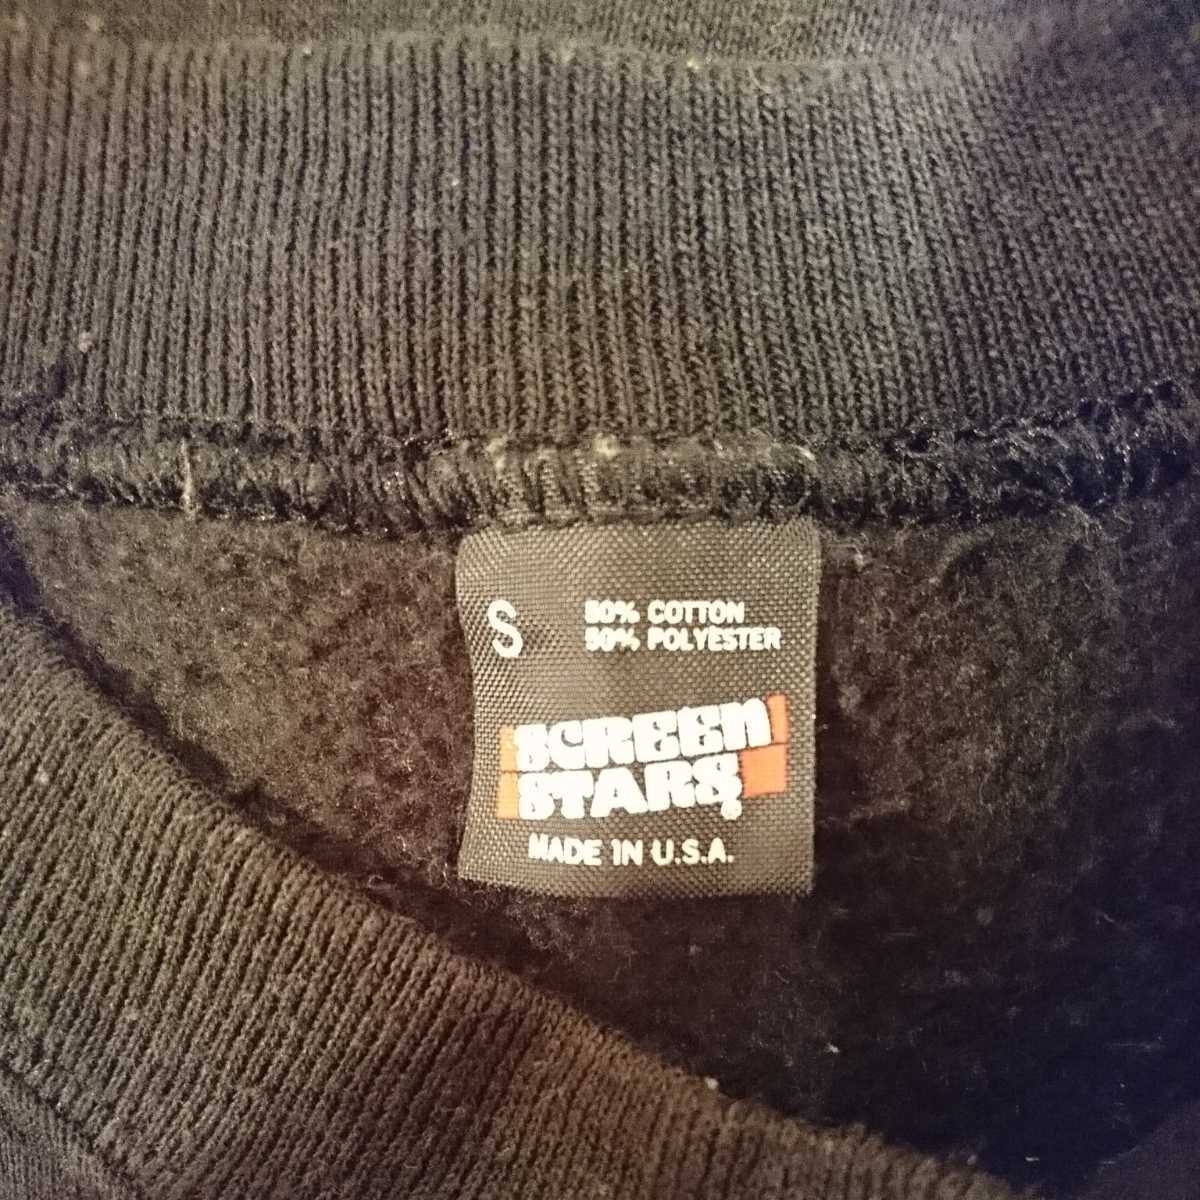 S
50% COTTON
50% POLYESTER
SCREEN
STARS®
MADE IN U.S.A.